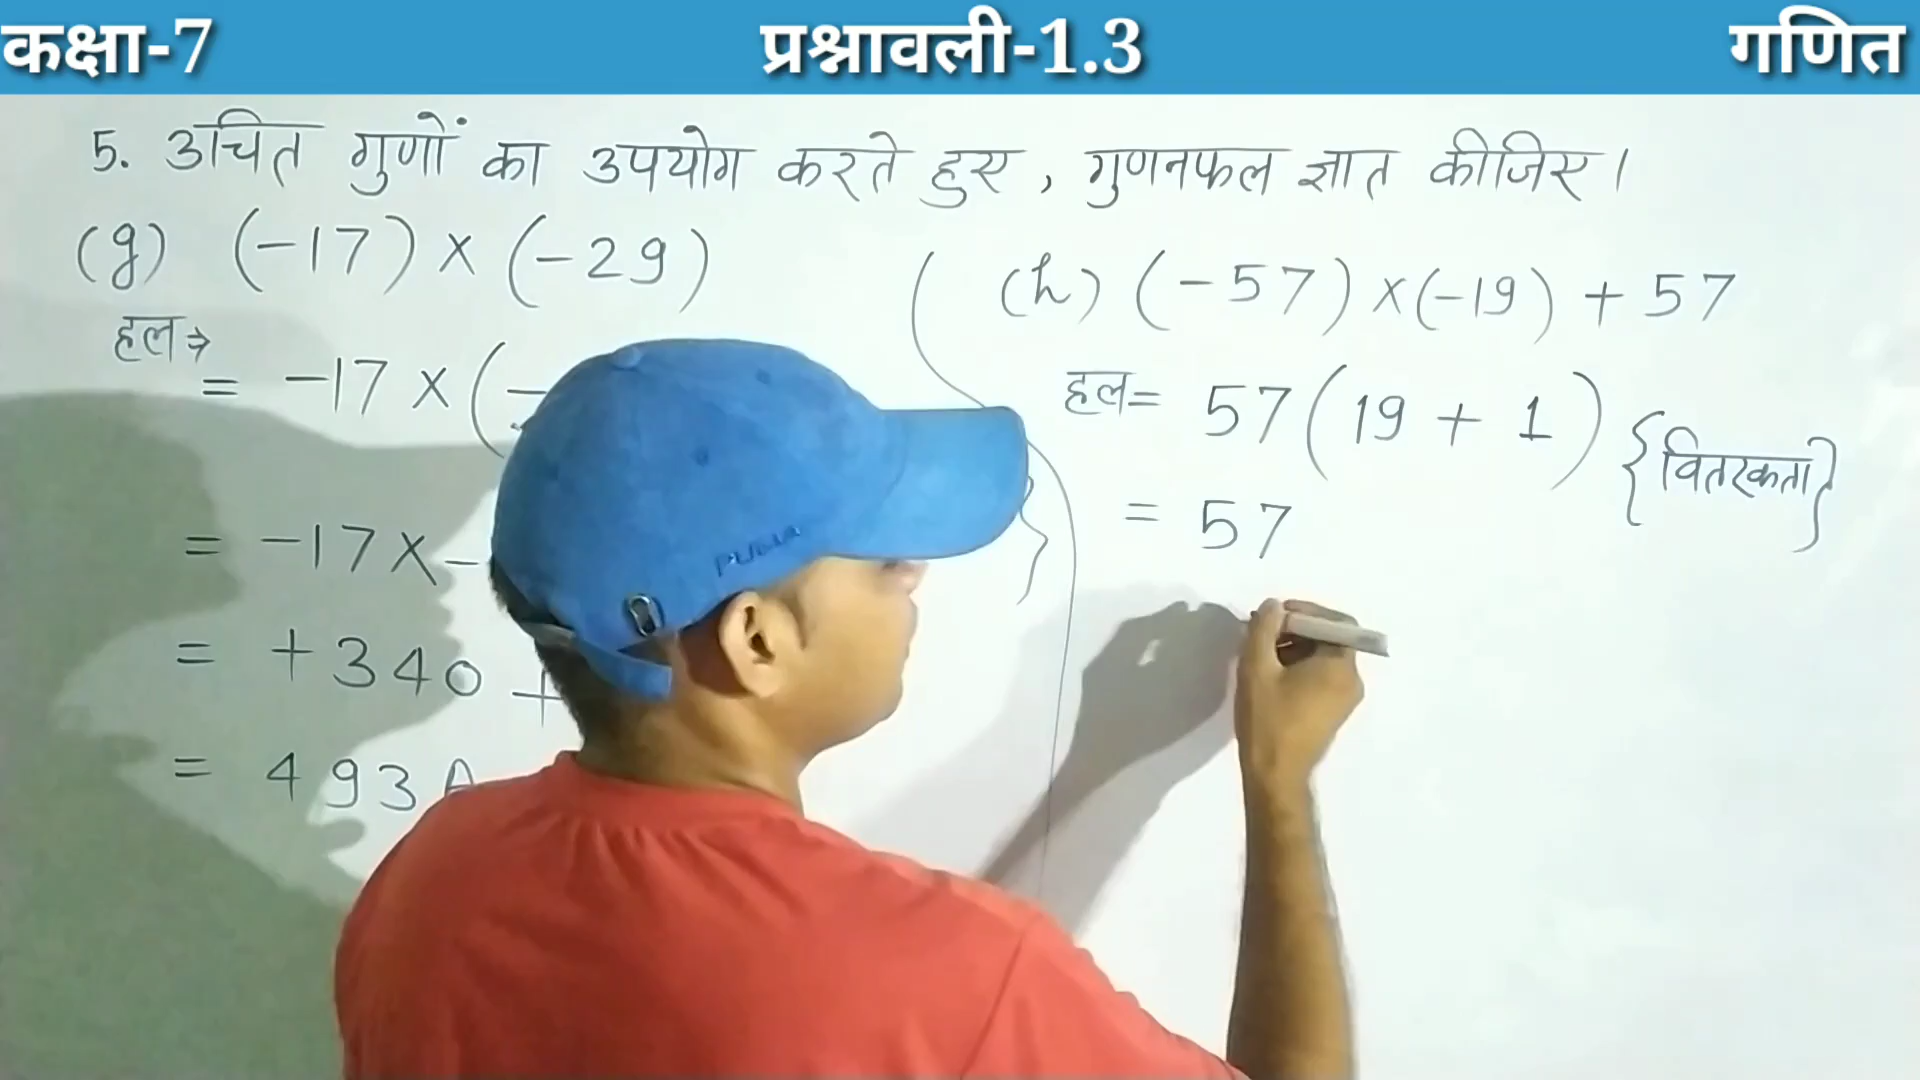 कक्षा-7 प्रश्नावली-1.3 गणित
5. उचित गुणों का उपयोग करते हुए, गुणनफल ज्ञात कीजिए।
(g) (-17) × (-29)
हल →
= -17 × (-
= -17 × -
= +340 +
= 493 A
(h) (-57) × (-19) + 57
हल = 57 (19 + 1) {वितरकता}
= 57
PUMA